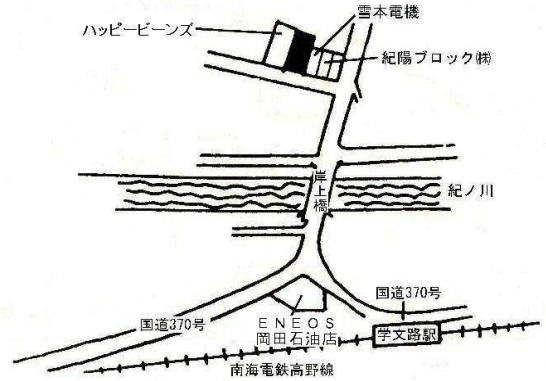 雪本電機
ハッピービーンズ
紀陽ブロック㈱
岸上橋
紀ノ川
国道370号
国道370号
ENEOS
岡田石油店
学文路駅
南海電鉄高野線